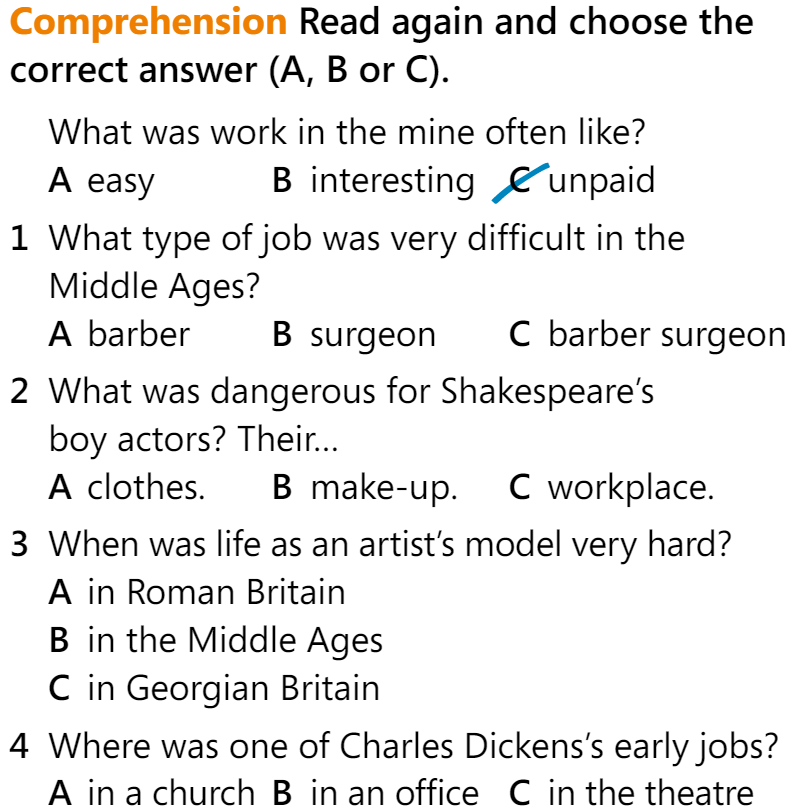 Comprehension Read again and choose the
correct answer (A, B or C).
What was work in the mine often like?
A easy B interesting C unpaid
1 What type of job was very difficult in the
Middle Ages?
A barber B surgeon C barber surgeon
2 What was dangerous for Shakespeare's
boy actors? Their...
A clothes. B make-up. C workplace.
3 When was life as an artist's model very hard?
A in Roman Britain
B in the Middle Ages
C in Georgian Britain
4 Where was one of Charles Dickens's early jobs?
A in a church B in an office C in the theatre